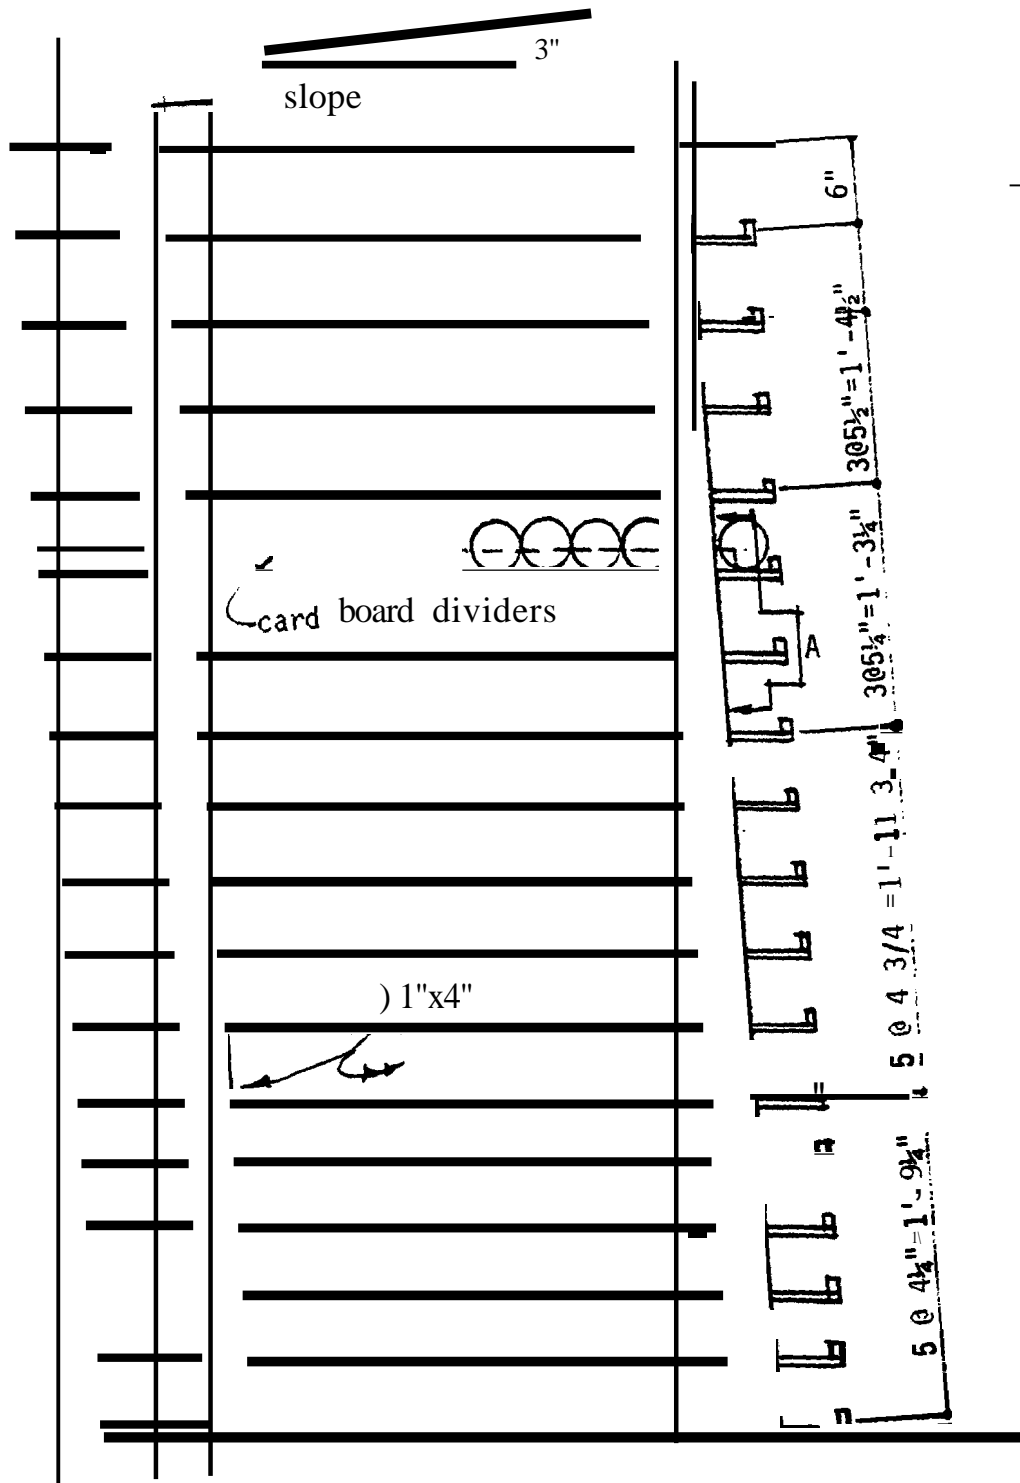 3"
slope
6"
3@5½"=1'-4½"
card board dividers
3@5¼"=1'-3¼"
A
5 @ 4 3/4 =1'-11 3 4"
) 1"x4"
5 @ 4¼"=1'-9¼"